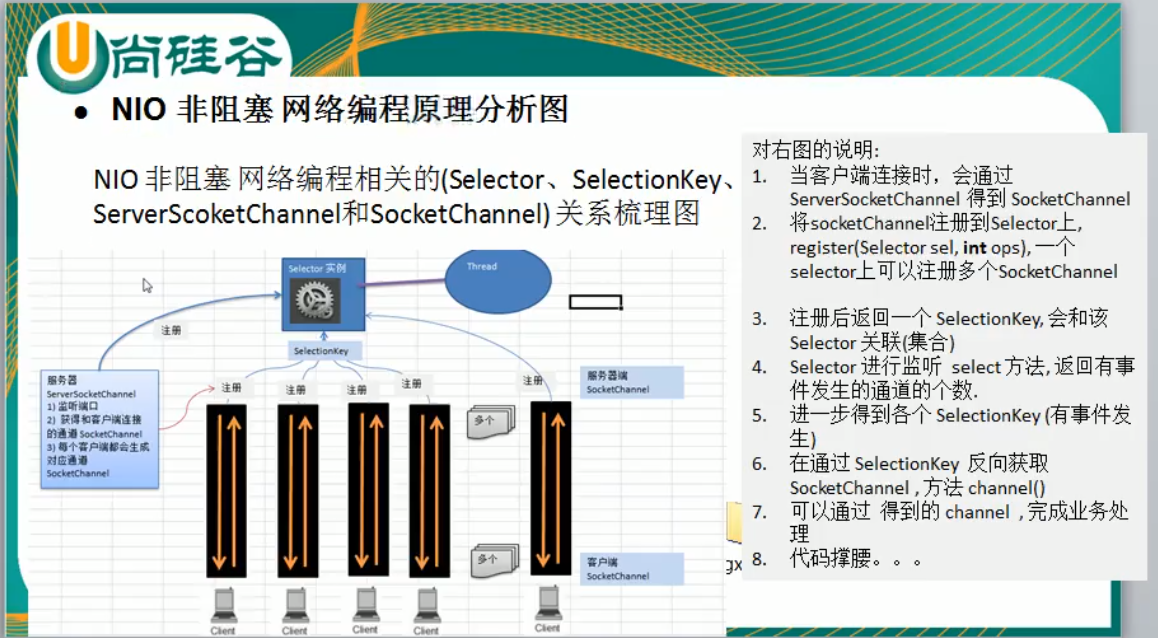 尚硅谷
• NIO 非阻塞 网络编程原理分析图
NIO 非阻塞 网络编程相关的(Selector、SelectionKey、
ServerScoketChannel和SocketChannel) 关系梳理图
Selector 实例
Thread
注册
SelectionKey
服务器
ServerSocketChannel
1) 监听端口
2) 获得和客户端连接
的通道 SocketChannel
3) 每个客户端都会生成
对应通道
SocketChannel
注册
注册
注册
注册
注册
服务器端
SocketChannel
多个
多个
客户端
SocketChannel
Client
Client
Client
Client
Client
gx
对右图的说明:
1. 当客户端连接时，会通过
ServerSocketChannel 得到 SocketChannel
2. 将socketChannel注册到Selector上,
register(Selector sel, int ops), 一个
selector上可以注册多个SocketChannel
3. 注册后返回一个 SelectionKey, 会和该
Selector 关联(集合)
4. Selector 进行监听 select 方法, 返回有事
件发生的通道的个数.
5. 进一步得到各个 SelectionKey (有事件发
生)
6. 在通过 SelectionKey 反向获取
SocketChannel , 方法 channel()
7. 可以通过 得到的 channel , 完成业务处
理
8. 代码撑腰。。。